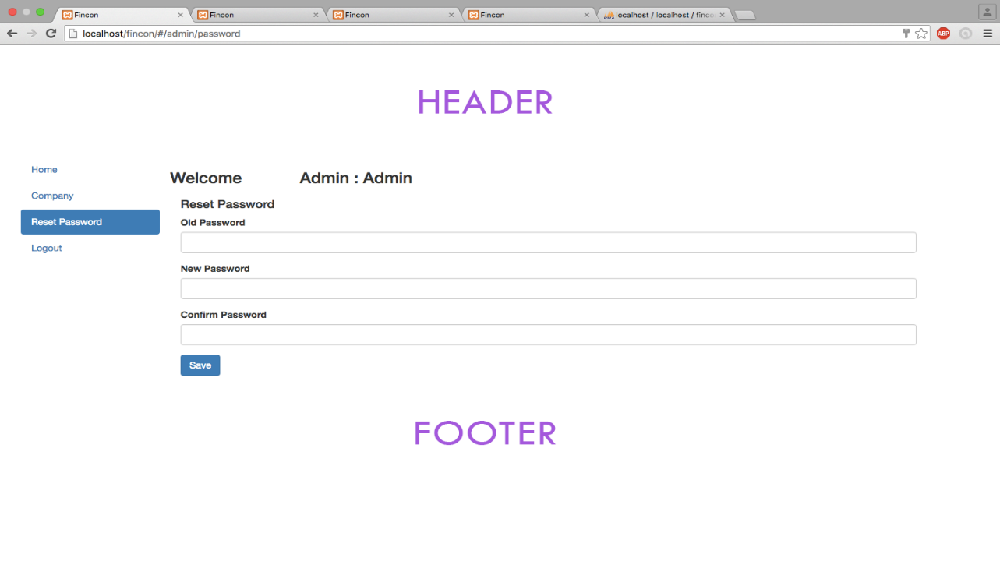 Fincon
Fincon
Fincon
Fincon
localhost / localhost / finco
localhost/fincon/#/admin/password
ABP
HEADER
Home
Company
Reset Password
Logout
Welcome Admin : Admin
Reset Password
Old Password
New Password
Confirm Password
Save
FOOTER